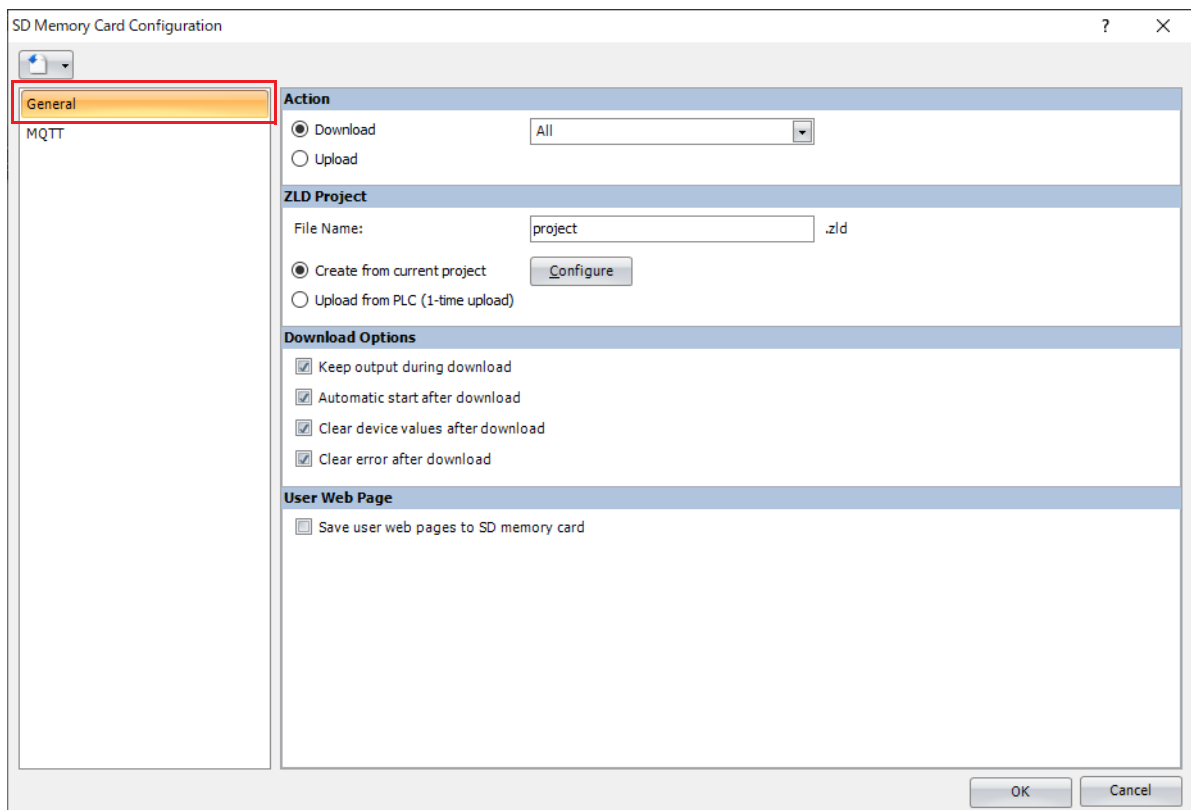 SD Memory Card Configuration
?
General
MQTT
Action
Download
All
Upload
ZLD Project
File Name:
project
.zld
Create from current project
Configure
Upload from PLC (1-time upload)
Download Options
Keep output during download
Automatic start after download
Clear device values after download
Clear error after download
User Web Page
Save user web pages to SD memory card
OK
Cancel